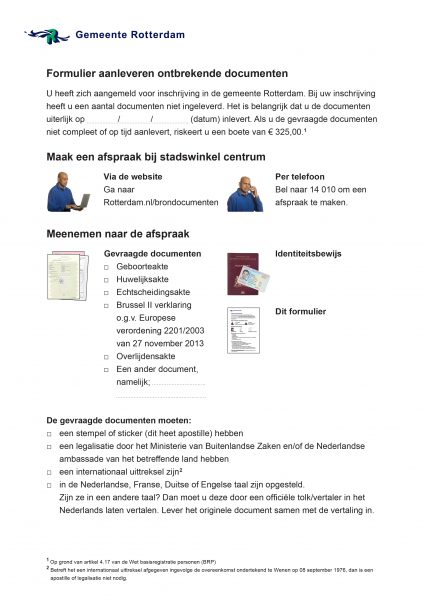 Gemeente Rotterdam
Formulier aanleveren ontbrekende documenten
U heeft zich aangemeld voor inschrijving in de gemeente Rotterdam. Bij uw inschrijving
heeft u een aantal documenten niet ingeleverd. Het is belangrijk dat u de documenten
uiterlijk op ............/............/.............. (datum) inlevert. Als u de gevraagde documenten
niet compleet of op tijd aanlevert, riskeert u een boete van € 325,00.¹
Maak een afspraak bij stadswinkel centrum
Via de website
Ga naar
Rotterdam.nl/brondocumenten
Per telefoon
Bel naar 14 010 om een
afspraak te maken.
Meenemen naar de afspraak
Gevraagde documenten
□ Geboorteakte
□ Huwelijksakte
□ Echtscheidingsakte
□ Brussel II verklaring
o.g.v. Europese
verordening 2201/2003
van 27 november 2013
□ Overlijdensakte
□ Een ander document,
namelijk; ........................
........................................
Identiteitsbewijs
Dit formulier
De gevraagde documenten moeten:
□ een stempel of sticker (dit heet apostille) hebben
□ een legalisatie door het Ministerie van Buitenlandse Zaken en/of de Nederlandse
ambassade van het betreffende land hebben
□ een internationaal uittreksel zijn²
□ in de Nederlandse, Franse, Duitse of Engelse taal zijn opgesteld.
Zijn ze in een andere taal? Dan moet u deze door een officiële tolk/vertaler in het
Nederlands laten vertalen. Lever het originele document samen met de vertaling in.
¹ Op grond van artikel 4.17 van de Wet basisregistratie personen (BRP)
² Betreft het een internationaal uittreksel afgegeven ingevolge de overeenkomst ondertekend te Wenen op 08 september 1976, dan is een
apostille of legalisatie niet nodig.